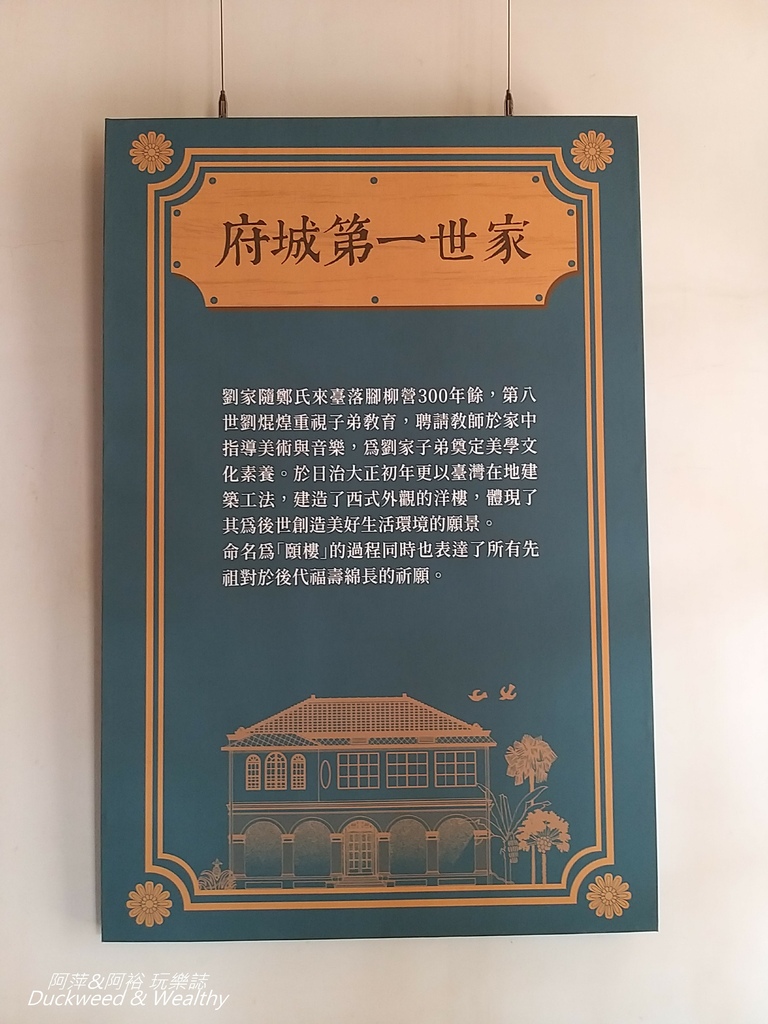 府城第一世家
劉家隨鄭氏來臺落腳柳營300年餘，第八
世劉焜煌重視子弟教育，聘請教師於家中
指導美術與音樂，為劉家子弟奠定美學文
化素養。於日治大正初年更以臺灣在地建
築工法，建造了西式外觀的洋樓，體現了
其為後世創造美好生活環境的願景。
命名為「頤樓」的過程同時也表達了所有先
祖對於後代福壽綿長的祈願。
阿萍&阿裕 玩樂誌
Duckweed & Wealthy